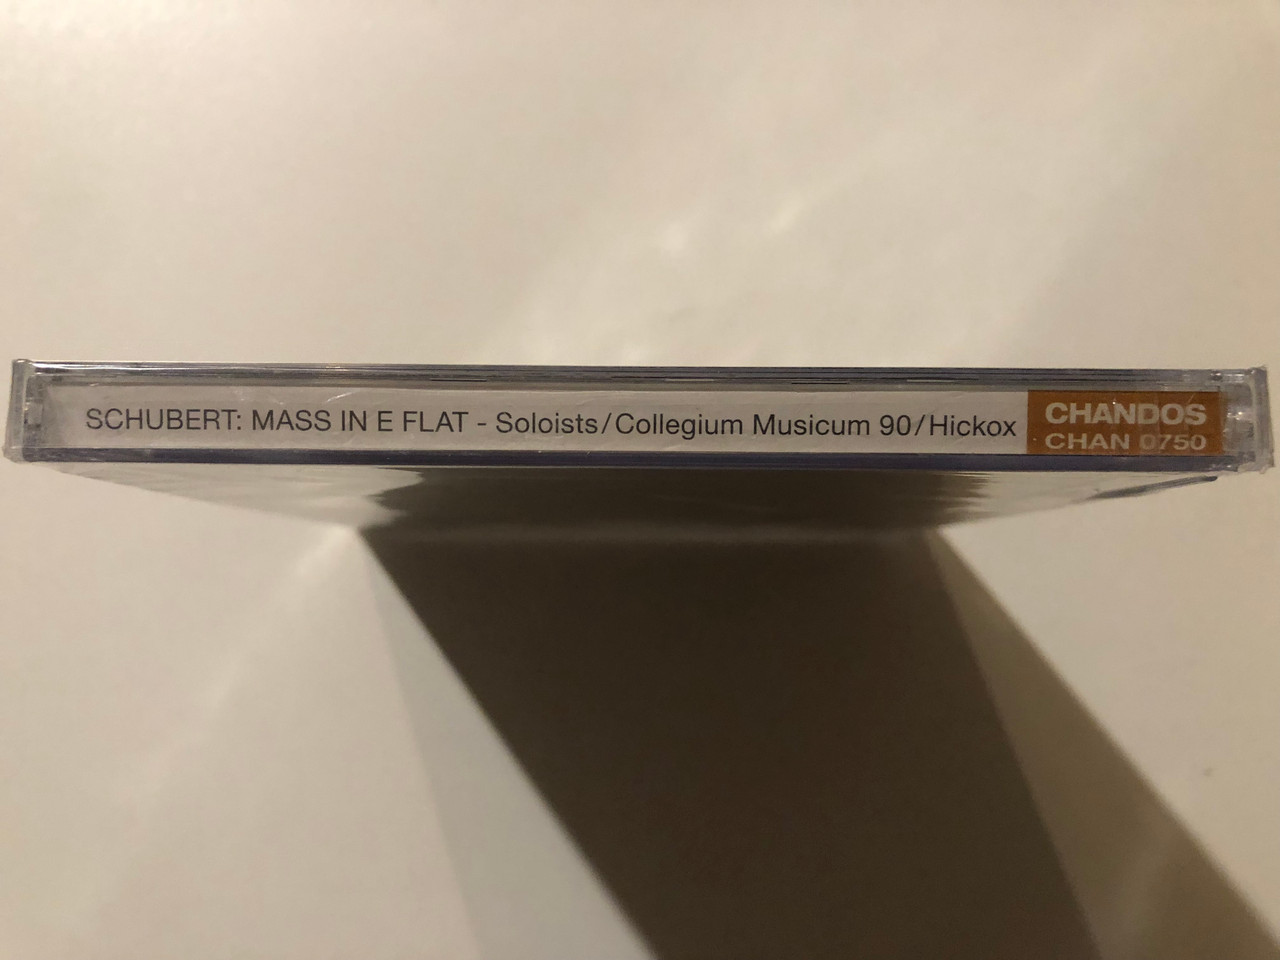 SCHUBERT: MASS IN E FLAT - Soloists/Collegium Musicum 90/Hickox
CHANDOS
CHAN 0750